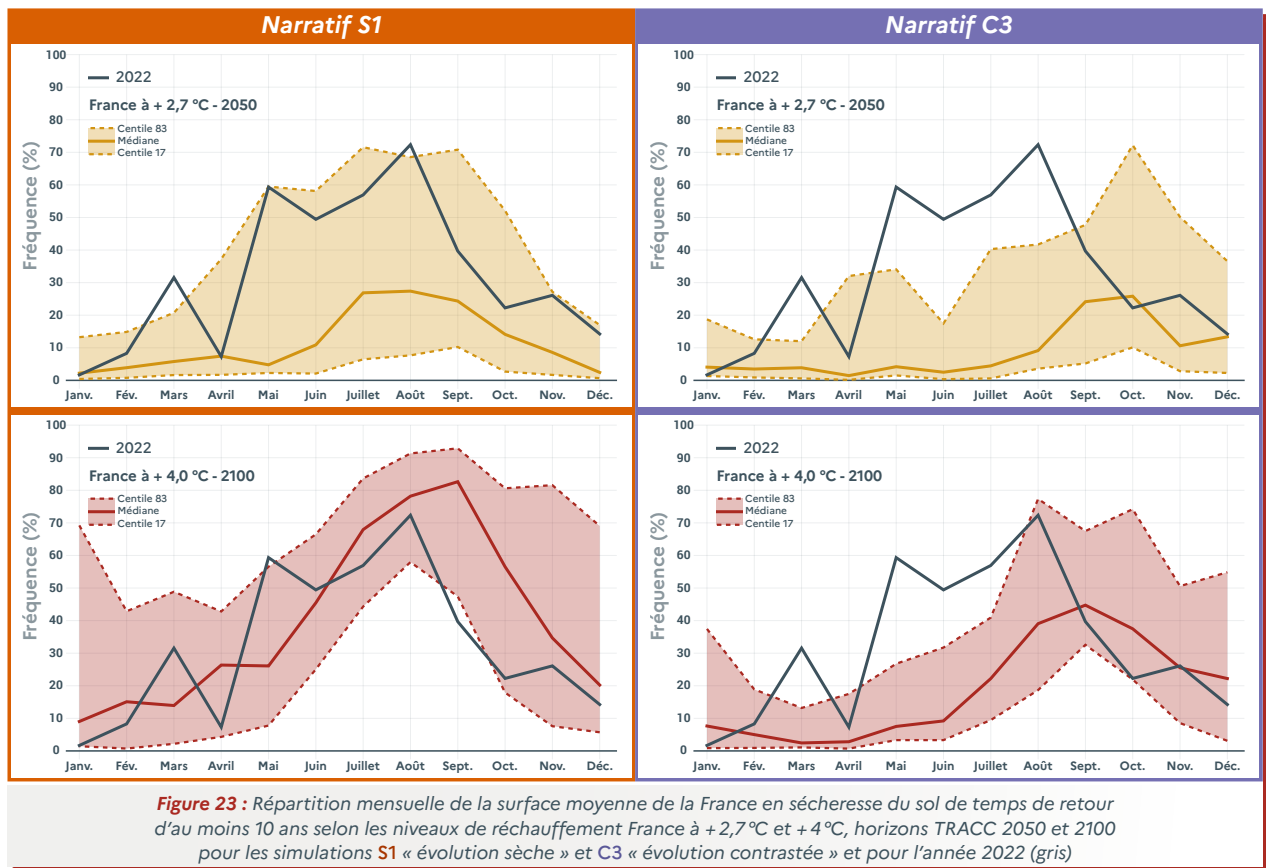 Narratif S1
100
90
80
70
60
50
40
30
20
10
0
Fréquence (%)
2022
France à + 2,7 °C - 2050
Centile 83
Médiane
Centile 17
Janv. Fév. Mars Avril Mai Juin Juillet Août Sept. Oct. Nov. Déc.
Narratif C3
100
90
80
70
60
50
40
30
20
10
0
Fréquence (%)
2022
France à + 2,7 °C - 2050
Centile 83
Médiane
Centile 17
Janv. Fév. Mars Avril Mai Juin Juillet Août Sept. Oct. Nov. Déc.
100
90
80
70
60
50
40
30
20
10
0
Fréquence (%)
2022
France à + 4,0 °C - 2100
Centile 83
Médiane
Centile 17
Janv. Fév. Mars Avril Mai Juin Juillet Août Sept. Oct. Nov. Déc.
100
90
80
70
60
50
40
30
20
10
0
Fréquence (%)
2022
France à + 4,0 °C - 2100
Centile 83
Médiane
Centile 17
Janv. Fév. Mars Avril Mai Juin Juillet Août Sept. Oct. Nov. Déc.
Figure 23 : Répartition mensuelle de la surface moyenne de la France en sécheresse du sol de temps de retour
d’au moins 10 ans selon les niveaux de réchauffement France à +2,7°C et +4°C, horizons TRACC 2050 et 2100
pour les simulations S1 « évolution sèche » et C3 « évolution contrastée » et pour l’année 2022 (gris)